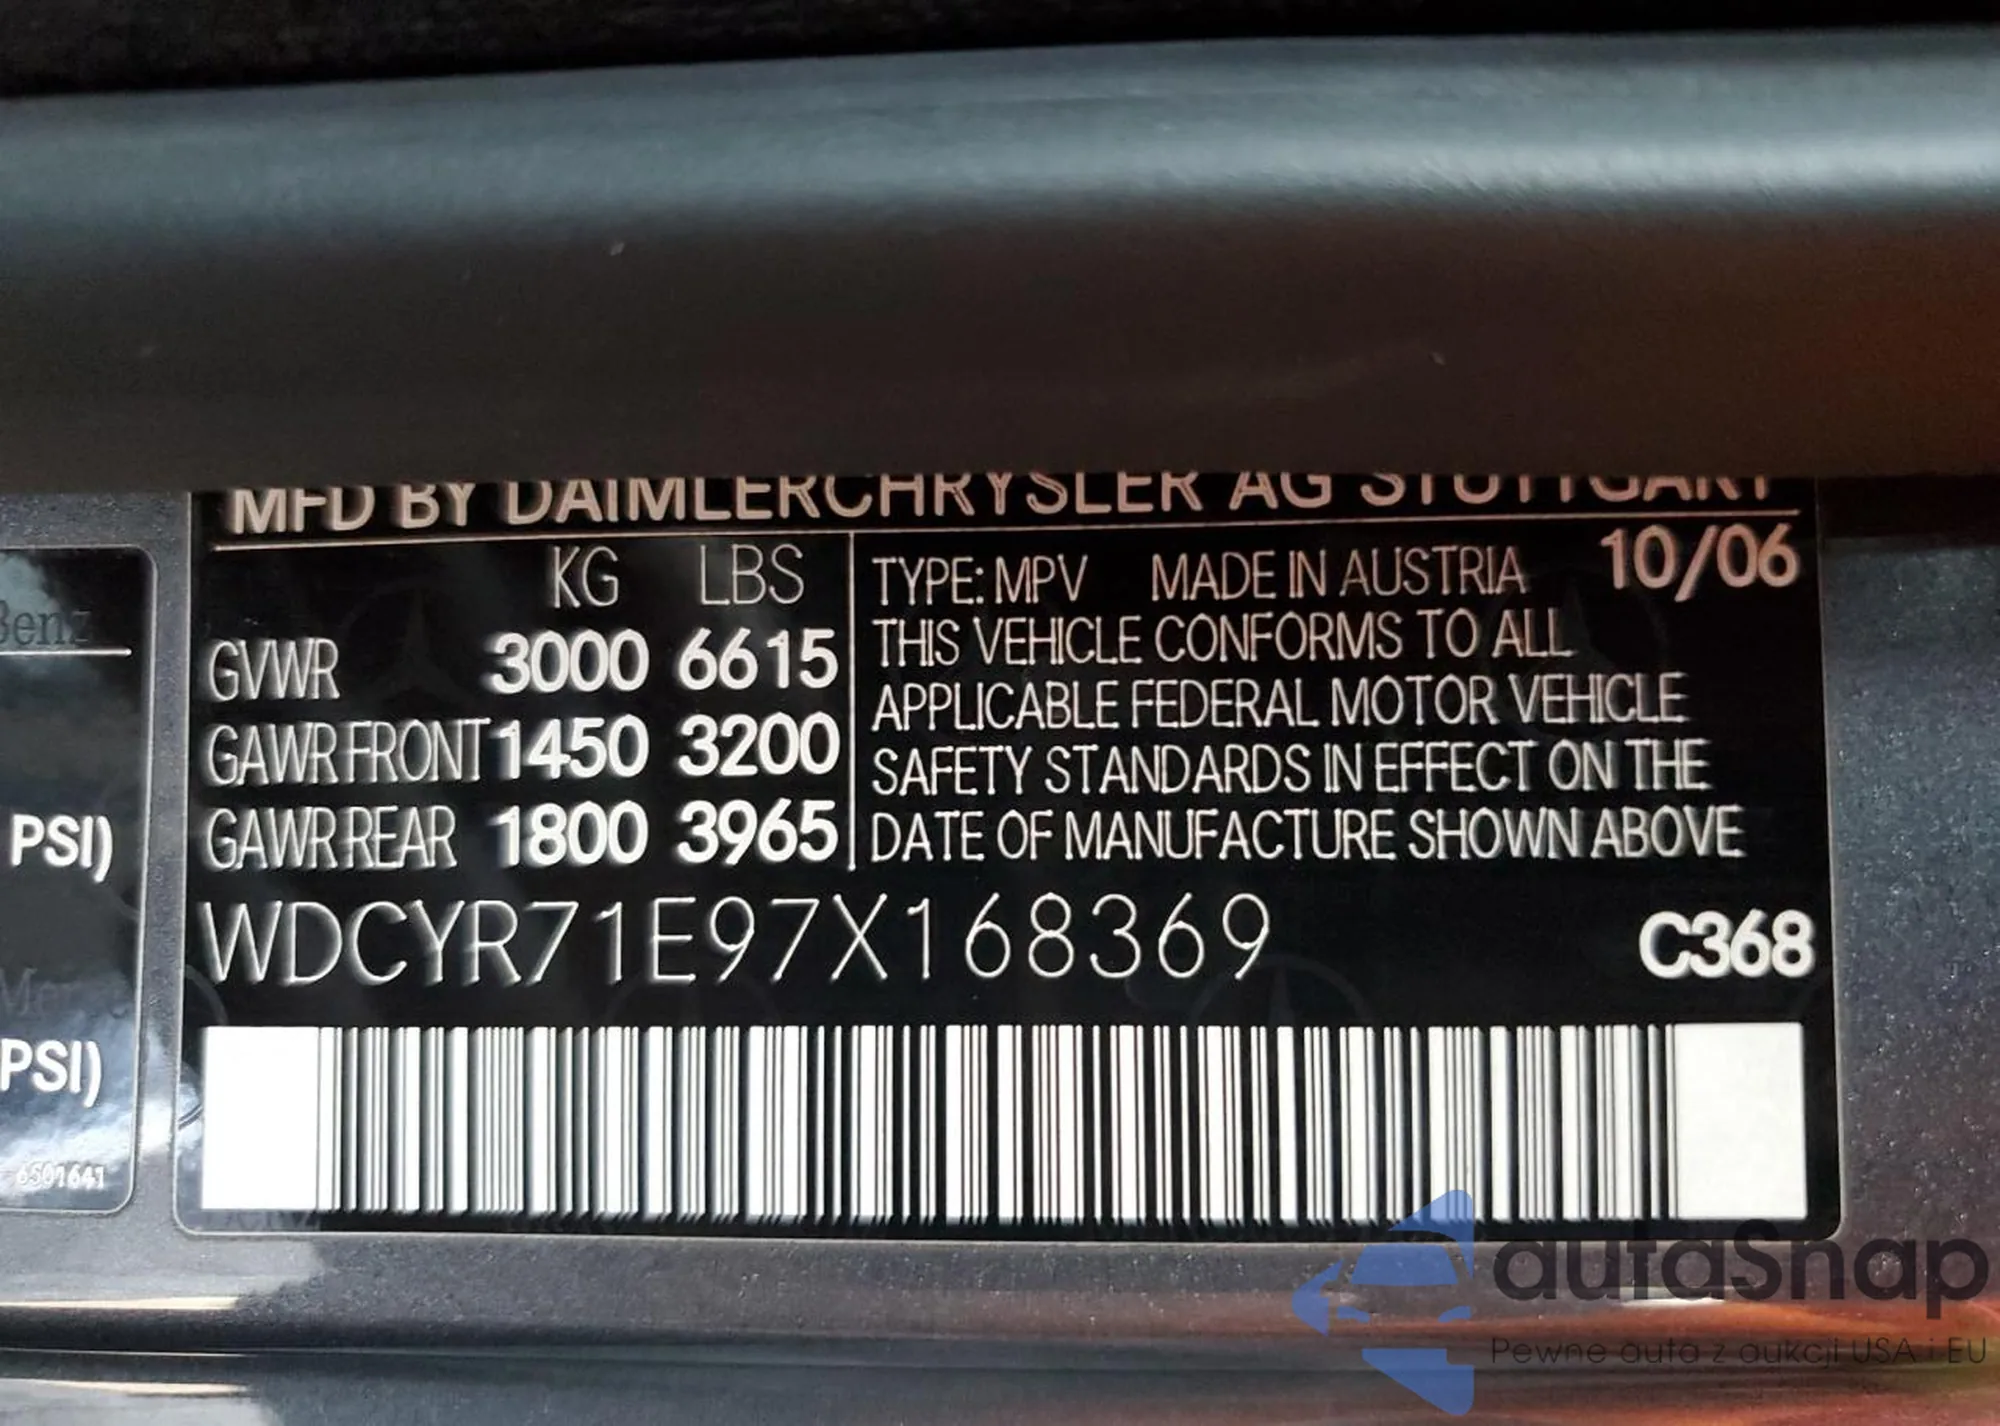 MFD BY DAIMLERCHRYSLER AG STUTTGART
KG LBS
GVWR 3000 6615
GAWR FRONT 1450 3200
GAWR REAR 1800 3965
TYPE: MPV MADE IN AUSTRIA 10/06
THIS VEHICLE CONFORMS TO ALL
APPLICABLE FEDERAL MOTOR VEHICLE
SAFETY STANDARDS IN EFFECT ON THE
DATE OF MANUFACTURE SHOWN ABOVE
WDCYR71E97X168369 C368
Benz
PSI)
PSI)
6501641
autaSnap
Pewne auta z aukcji USA i EU